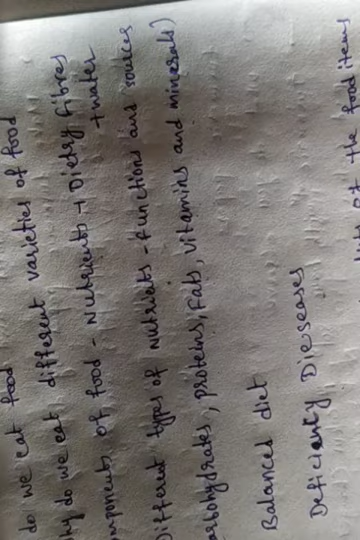 do we eat food
hy do we eat different varieties of food
mponents of food - Nutrients + Dietry fibres
+ water
Different types of nutrients - functions and sources
arbohydrates, proteins, fats, vitamins and minerals)
Balanced diet
Deficiency Dieseases
of the food items